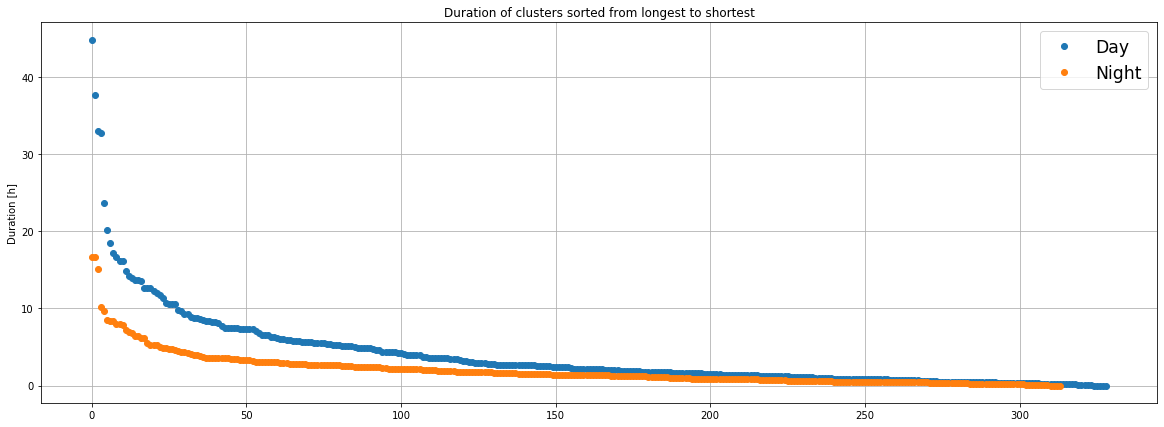 Duration of clusters sorted from longest to shortest
Day
Night
Duration [h]
40
30
20
10
0
0 50 100 150 200 250 300